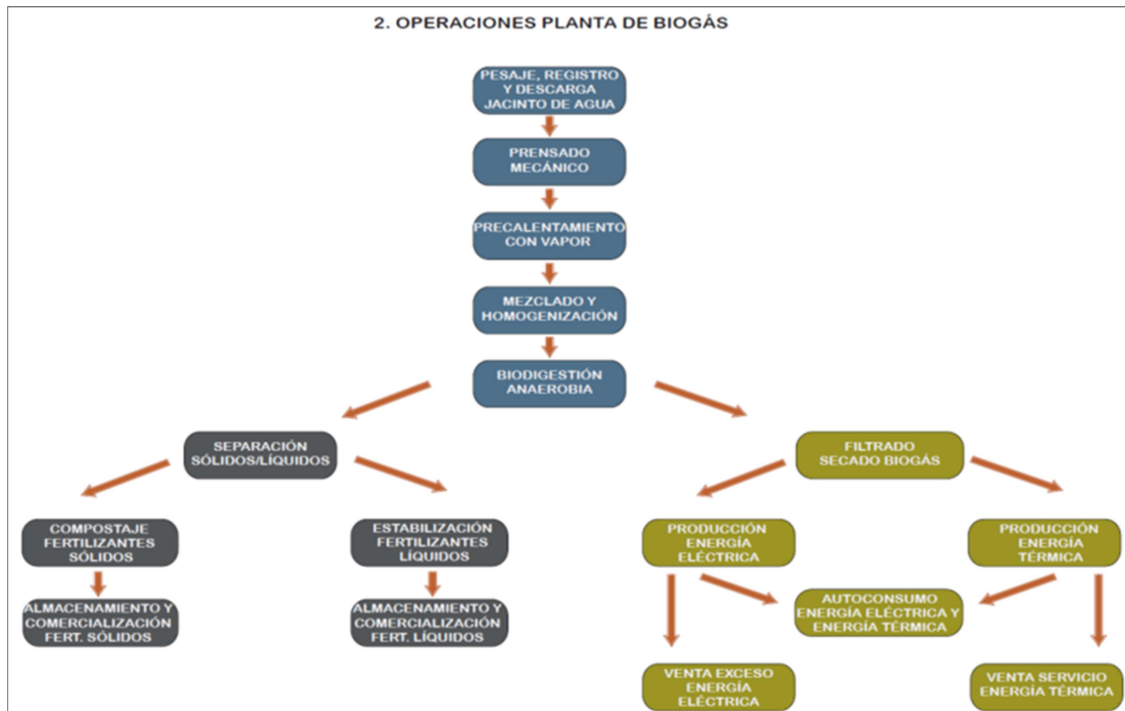 2. OPERACIONES PLANTA DE BIOGÁS
PESAJE, REGISTRO
Y DESCARGA
JACINTO DE AGUA
PRENSADO
MECÁNICO
PRECALENTAMIENTO
CON VAPOR
MEZCLADO Y
HOMOGENIZACIÓN
BIODIGESTIÓN
ANAEROBIA
SEPARACIÓN
SÓLIDOS/LÍQUIDOS
FILTRADO
SECADO BIOGÁS
COMPOSTAJE
FERTILIZANTES
SÓLIDOS
ESTABILIZACIÓN
FERTILIZANTES
LÍQUIDOS
PRODUCCIÓN
ENERGÍA
ELÉCTRICA
PRODUCCIÓN
ENERGÍA
TÉRMICA
ALMACENAMIENTO Y
COMERCIALIZACIÓN
FERT. SÓLIDOS
ALMACENAMIENTO Y
COMERCIALIZACIÓN
FERT. LÍQUIDOS
AUTOCONSUMO
ENERGÍA ELÉCTRICA Y
ENERGÍA TÉRMICA
VENTA EXCESO
ENERGÍA
ELÉCTRICA
VENTA SERVICIO
ENERGÍA TÉRMICA